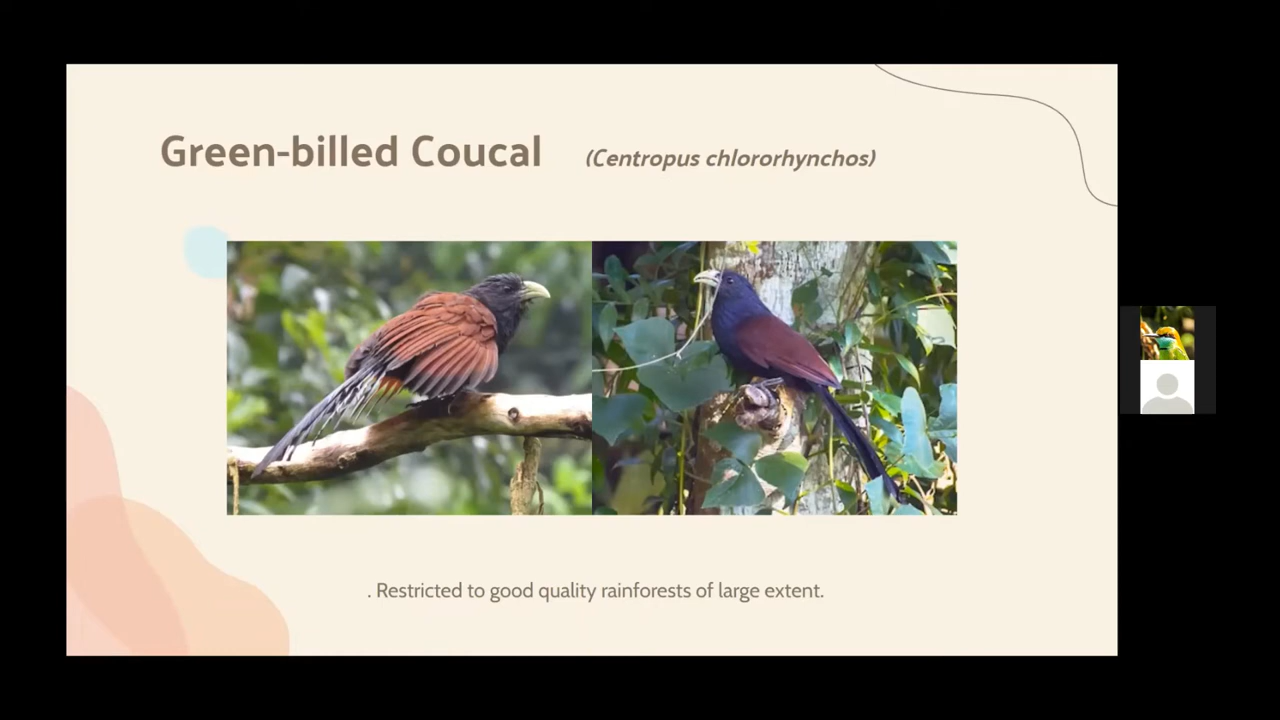 Green-billed Coucal (Centropus chlororhynchos)
. Restricted to good quality rainforests of large extent.